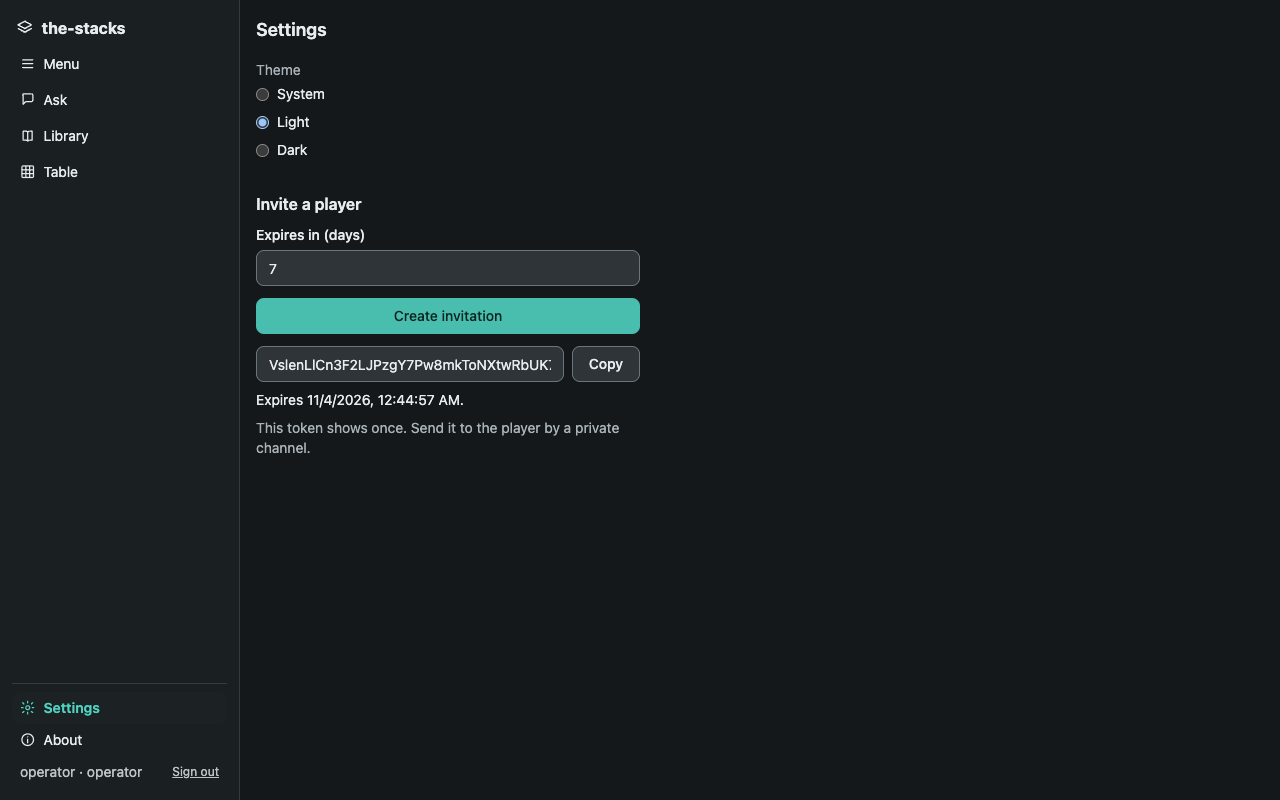 the-stacks
Menu
Ask
Library
Table
Settings
About
operator · operator
Sign out
Settings
Theme
System
Light
Dark
Invite a player
Expires in (days)
7
Create invitation
Copy
Expires 11/4/2026, 12:44:57 AM.
This token shows once. Send it to the player by a private
channel.